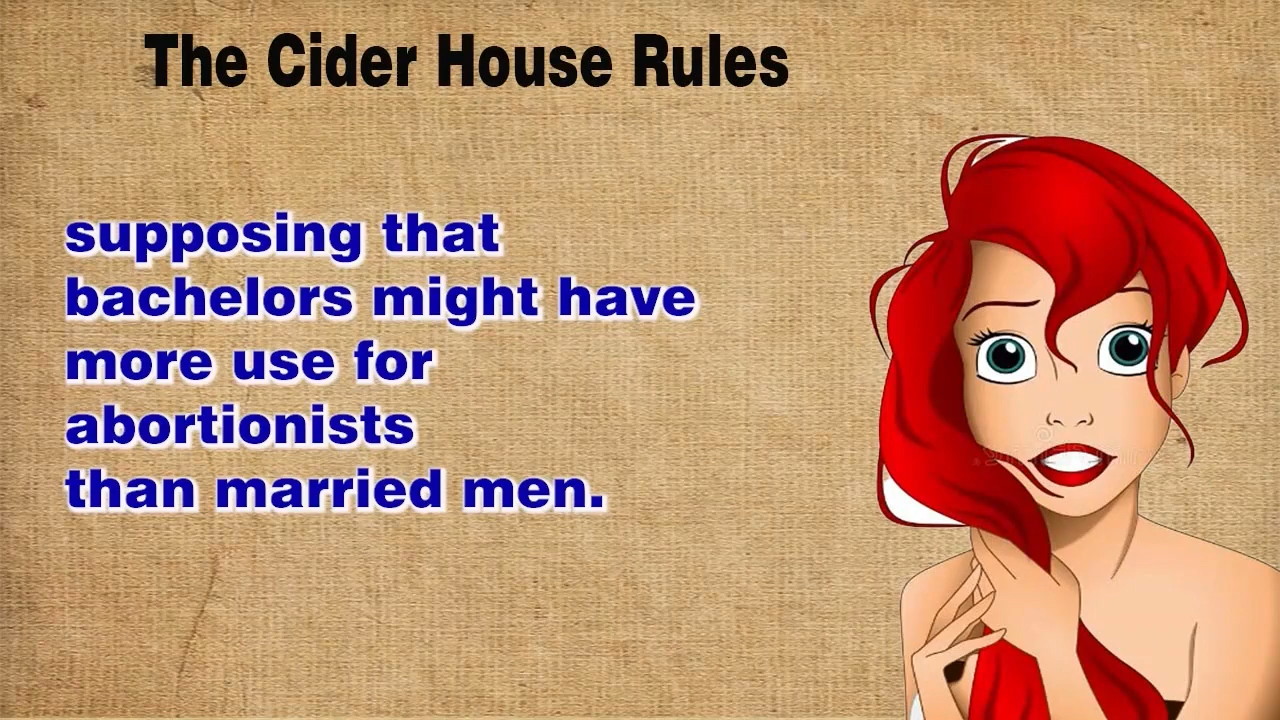 The Cider House Rules
supposing that
bachelors might have
more use for
abortionists
than married men.